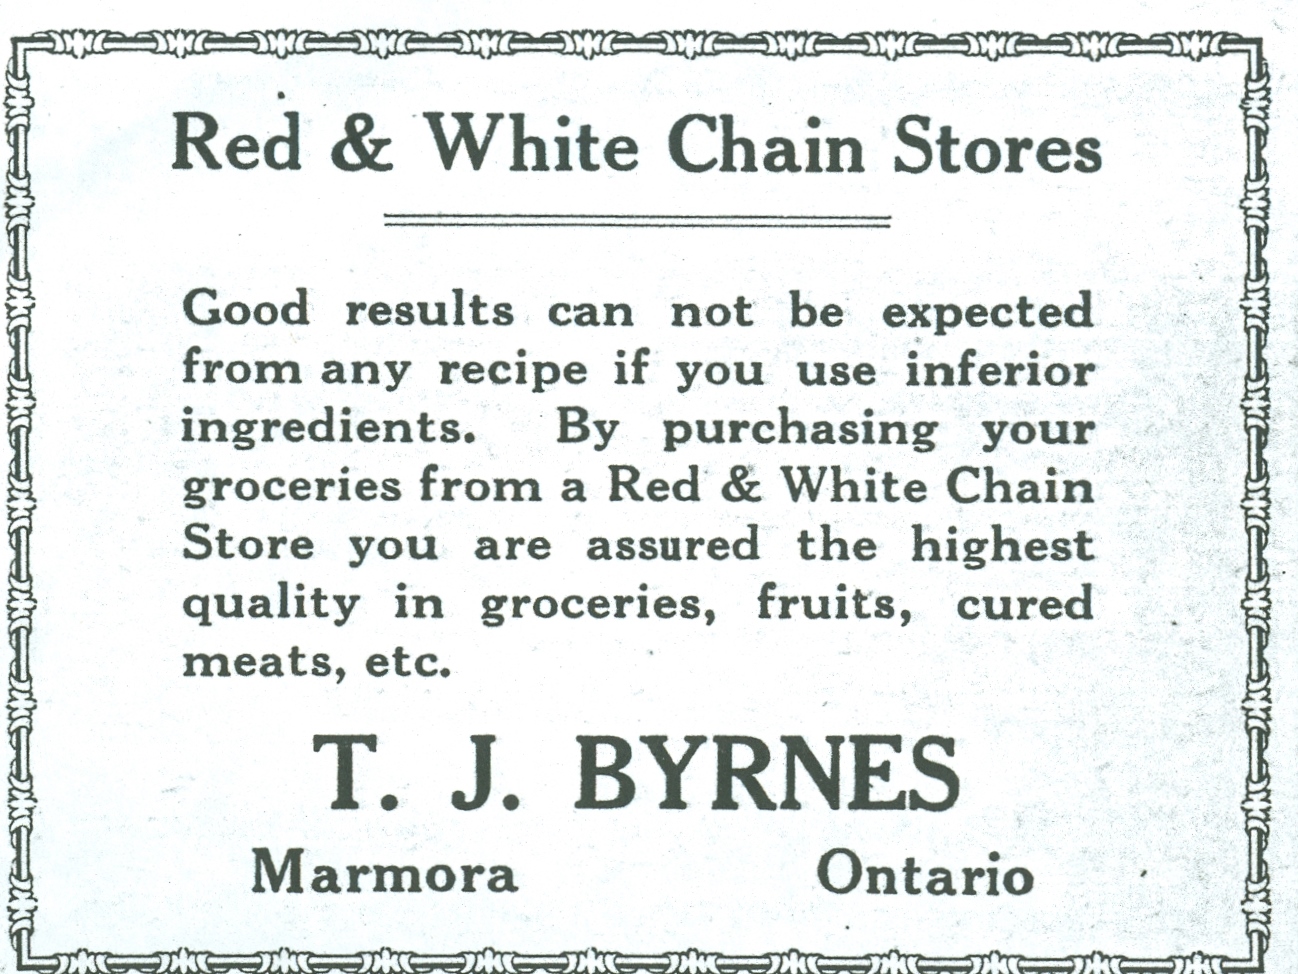 Red & White Chain Stores
Good results can not be expected
from any recipe if you use inferior
ingredients. By purchasing your
groceries from a Red & White Chain
Store you are assured the highest
quality in groceries, fruits, cured
meats, etc.
T. J. BYRNES
Marmora Ontario